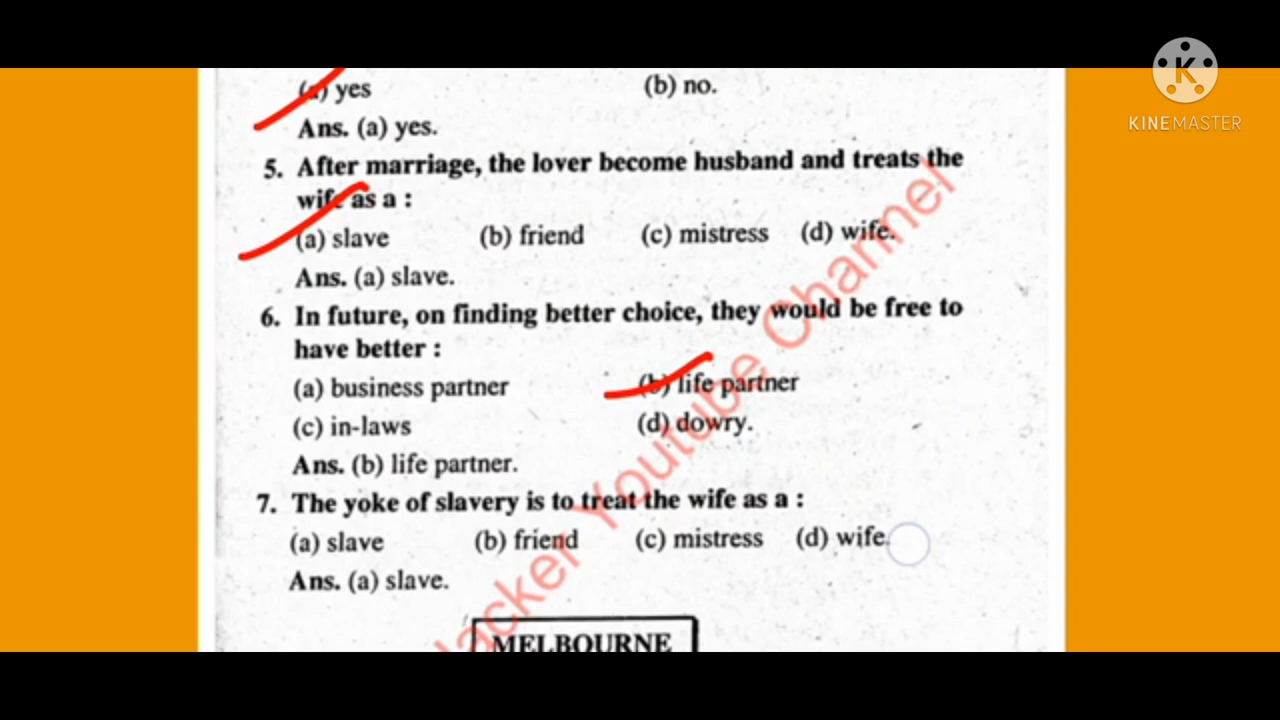 KINEMASTER
(a) yes (b) no.
Ans. (a) yes.
5. After marriage, the lover become husband and treats the
wife as a :
(a) slave (b) friend (c) mistress (d) wife.
Ans. (a) slave.
6. In future, on finding better choice, they would be free to
have better :
(a) business partner (b) life partner
(c) in-laws (d) dowry.
Ans. (b) life partner.
7. The yoke of slavery is to treat the wife as a :
(a) slave (b) friend (c) mistress (d) wife.
Ans. (a) slave.
MELBOURNE
Youtube Channel